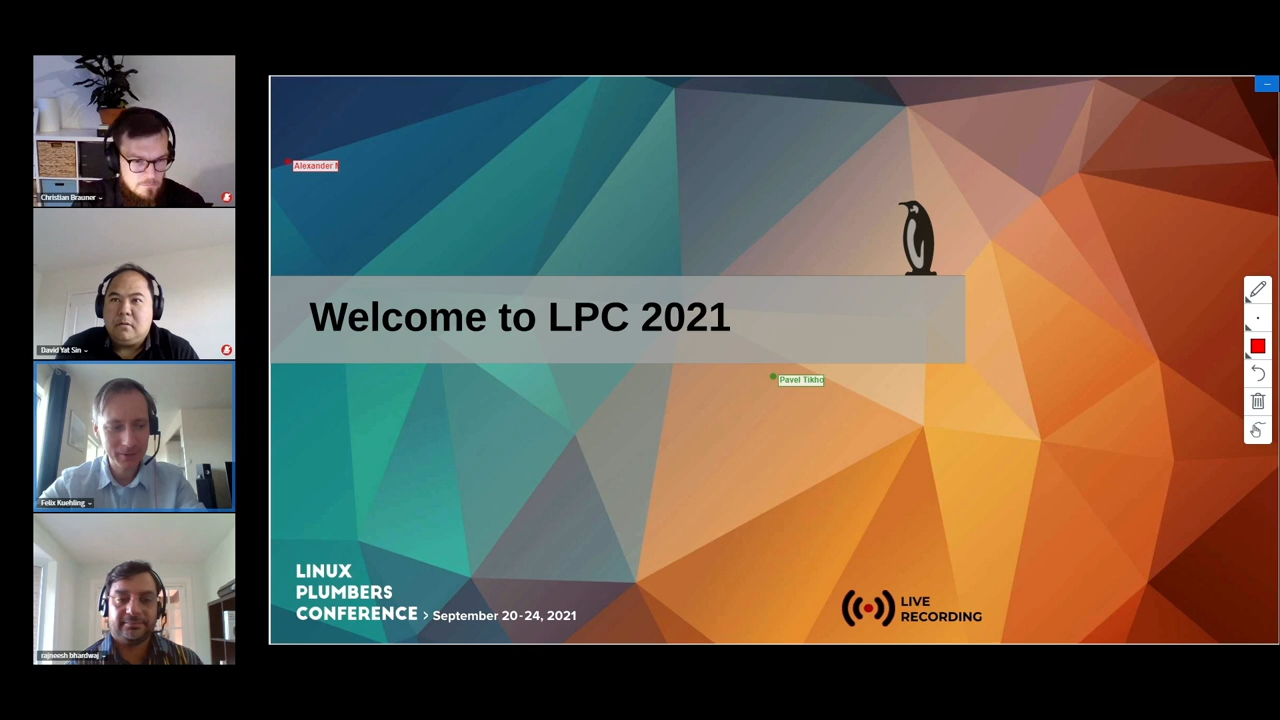 Christian Brauner
David Yat Sin
Felix Kuehling
rajneesh bhardwaj
Alexander
Welcome to LPC 2021
Pavel Tikho
LINUX
PLUMBERS
CONFERENCE > September 20-24, 2021
LIVE
RECORDING